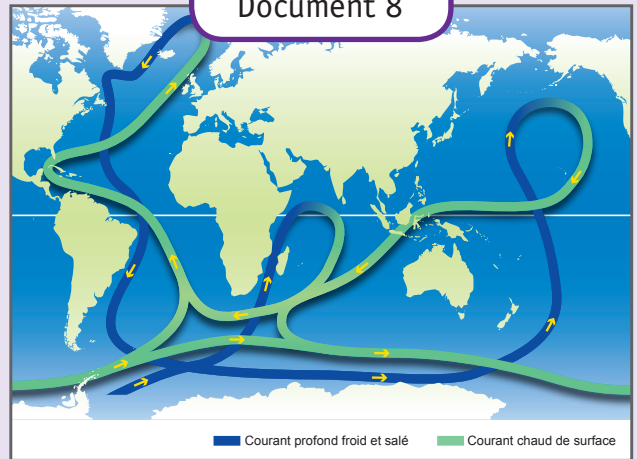 Document 8
Courant profond froid et salé
Courant chaud de surface